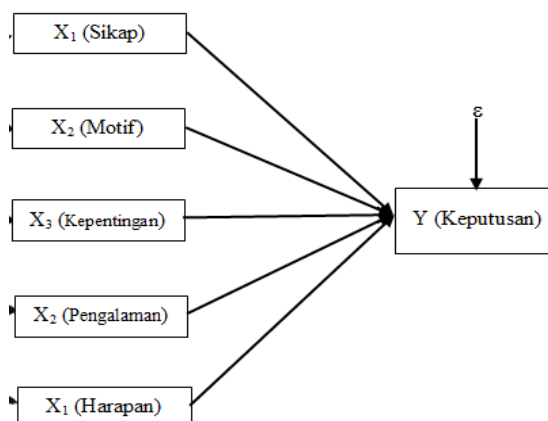 X₁ (Sikap)
X₂ (Motif)
ε
X₃ (Kepentingan)
Y (Keputusan)
X₂ (Pengalaman)
X₁ (Harapan)